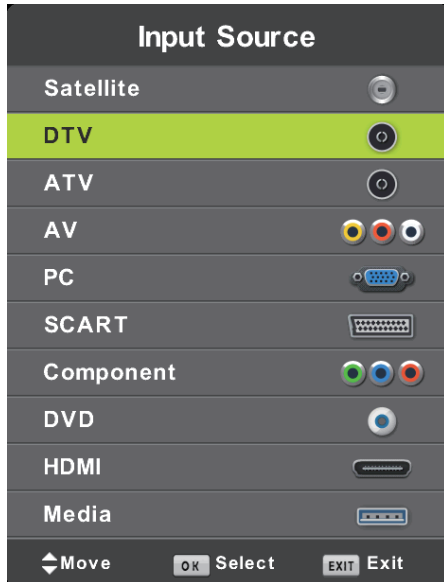 Input Source
Satellite
DTV
ATV
AV
PC
SCART
Component
DVD
HDMI
Media
Move OK Select EXIT Exit